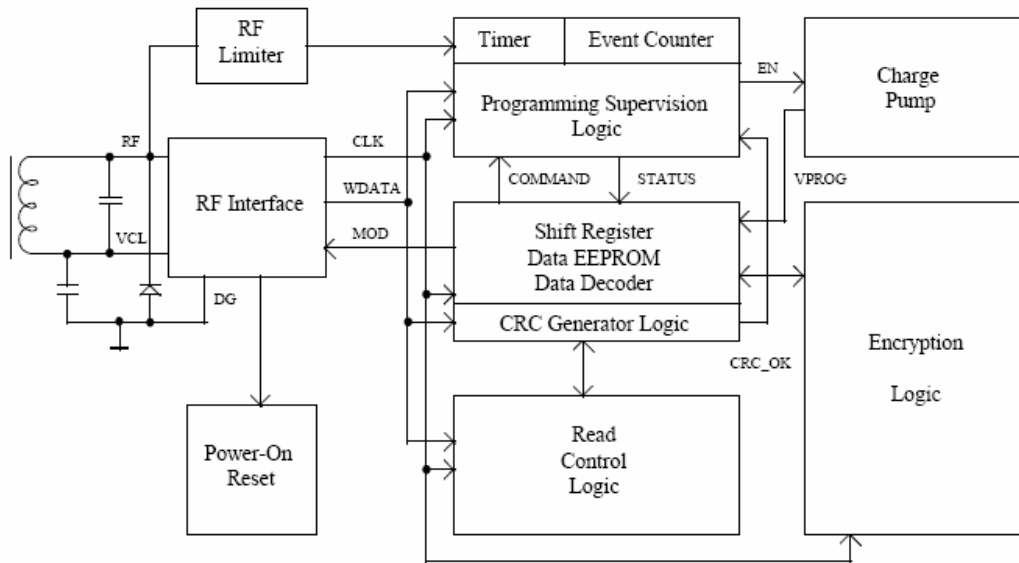 RF
Limiter
Timer
Event Counter
EN
Charge
Pump
Programming Supervision
Logic
RF
CLK
COMMAND
STATUS
VPROG
WDATA
RF Interface
Shift Register
Data EEPROM
Data Decoder
VCL
MOD
DG
CRC Generator Logic
CRC_OK
Encryption
Logic
Power-On
Reset
Read
Control
Logic